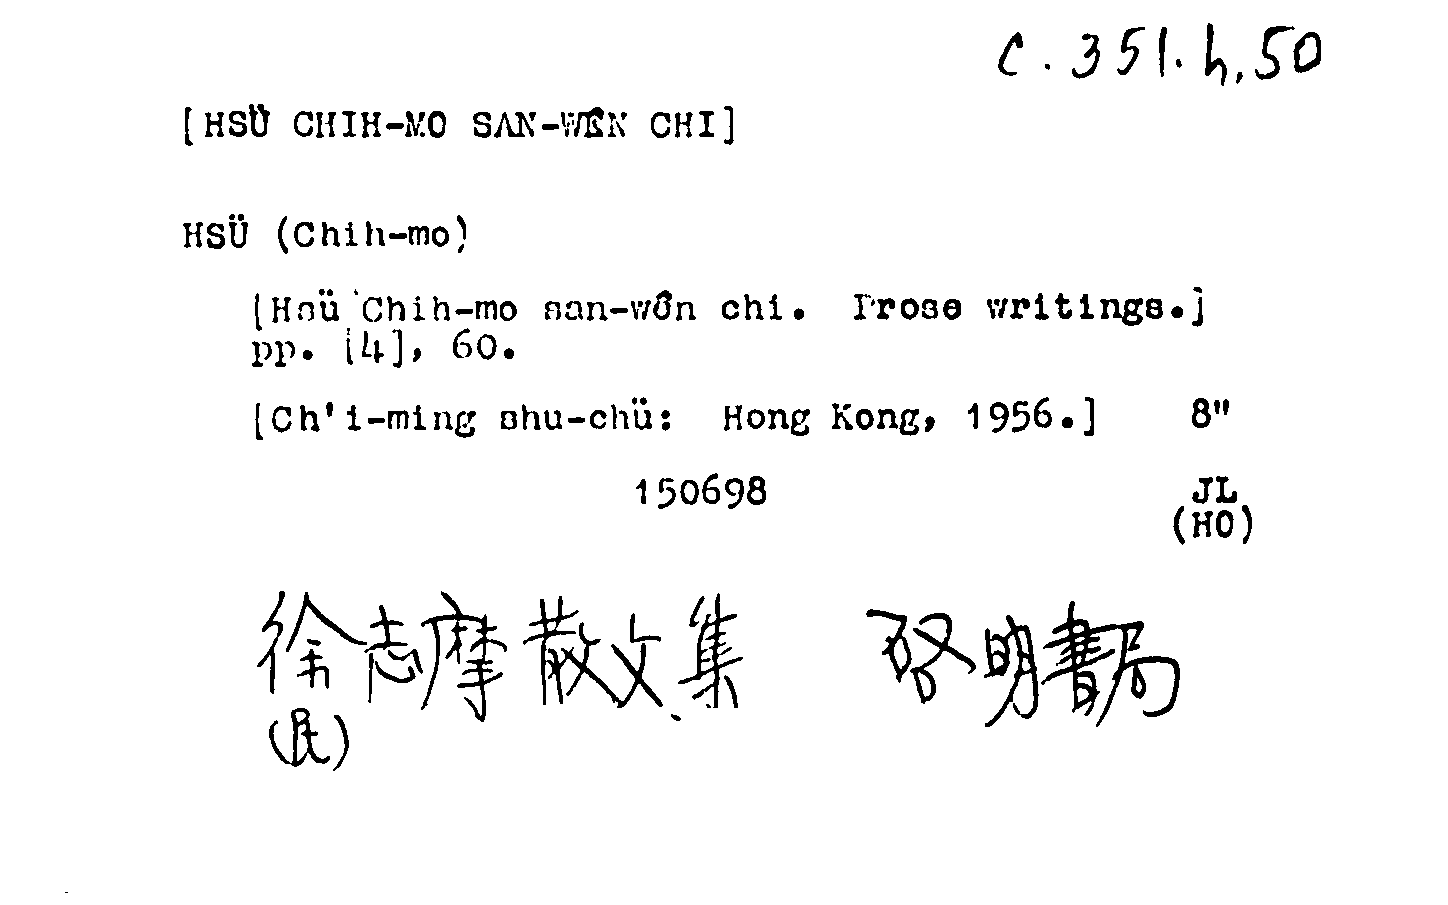 c.351.h.50
[HSÜ CHIH-MO SAN-WÊN CHI]
HSÜ (Chih-mo)
[Hsü Chih-mo san-wên chi. Prose writings.]
pp. [4], 60.
[Ch'i-ming shu-chü: Hong Kong, 1956.] 8"
150698 JL
(HO)
徐志摩散文集 啓明書局
(民)